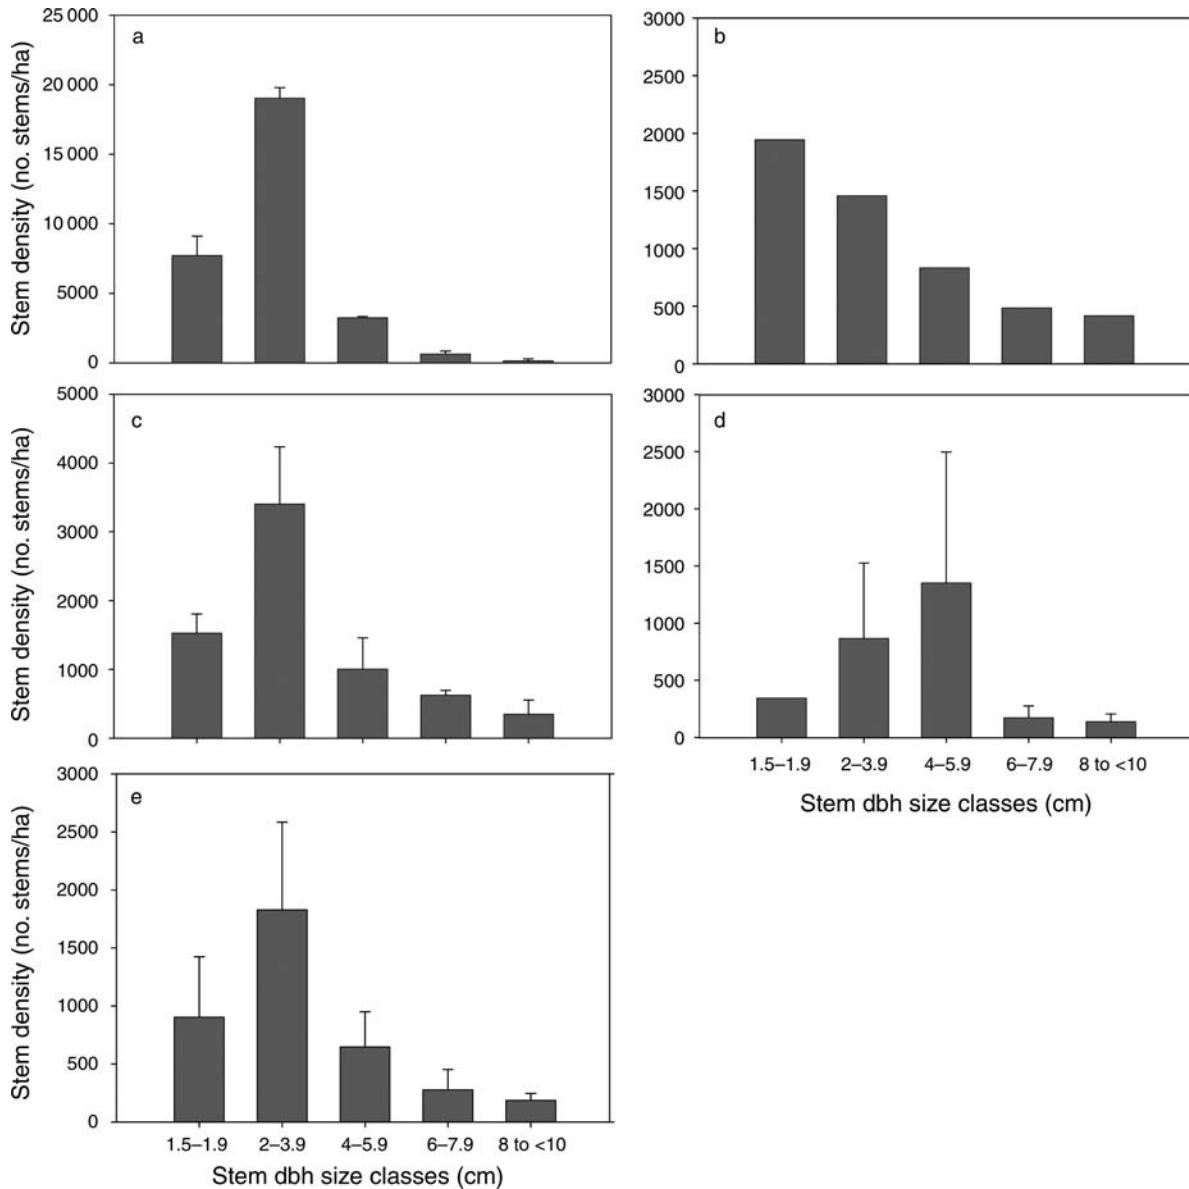 a
Stem density (no. stems/ha)
25 000
20 000
15 000
10 000
5000
0
b
3000
2500
2000
1500
1000
500
0
c
Stem density (no. stems/ha)
5000
4000
3000
2000
1000
0
d
3000
2500
2000
1500
1000
500
0
1.5–1.9 2–3.9 4–5.9 6–7.9 8 to <10
Stem dbh size classes (cm)
e
Stem density (no. stems/ha)
3000
2500
2000
1500
1000
500
0
1.5–1.9 2–3.9 4–5.9 6–7.9 8 to <10
Stem dbh size classes (cm)